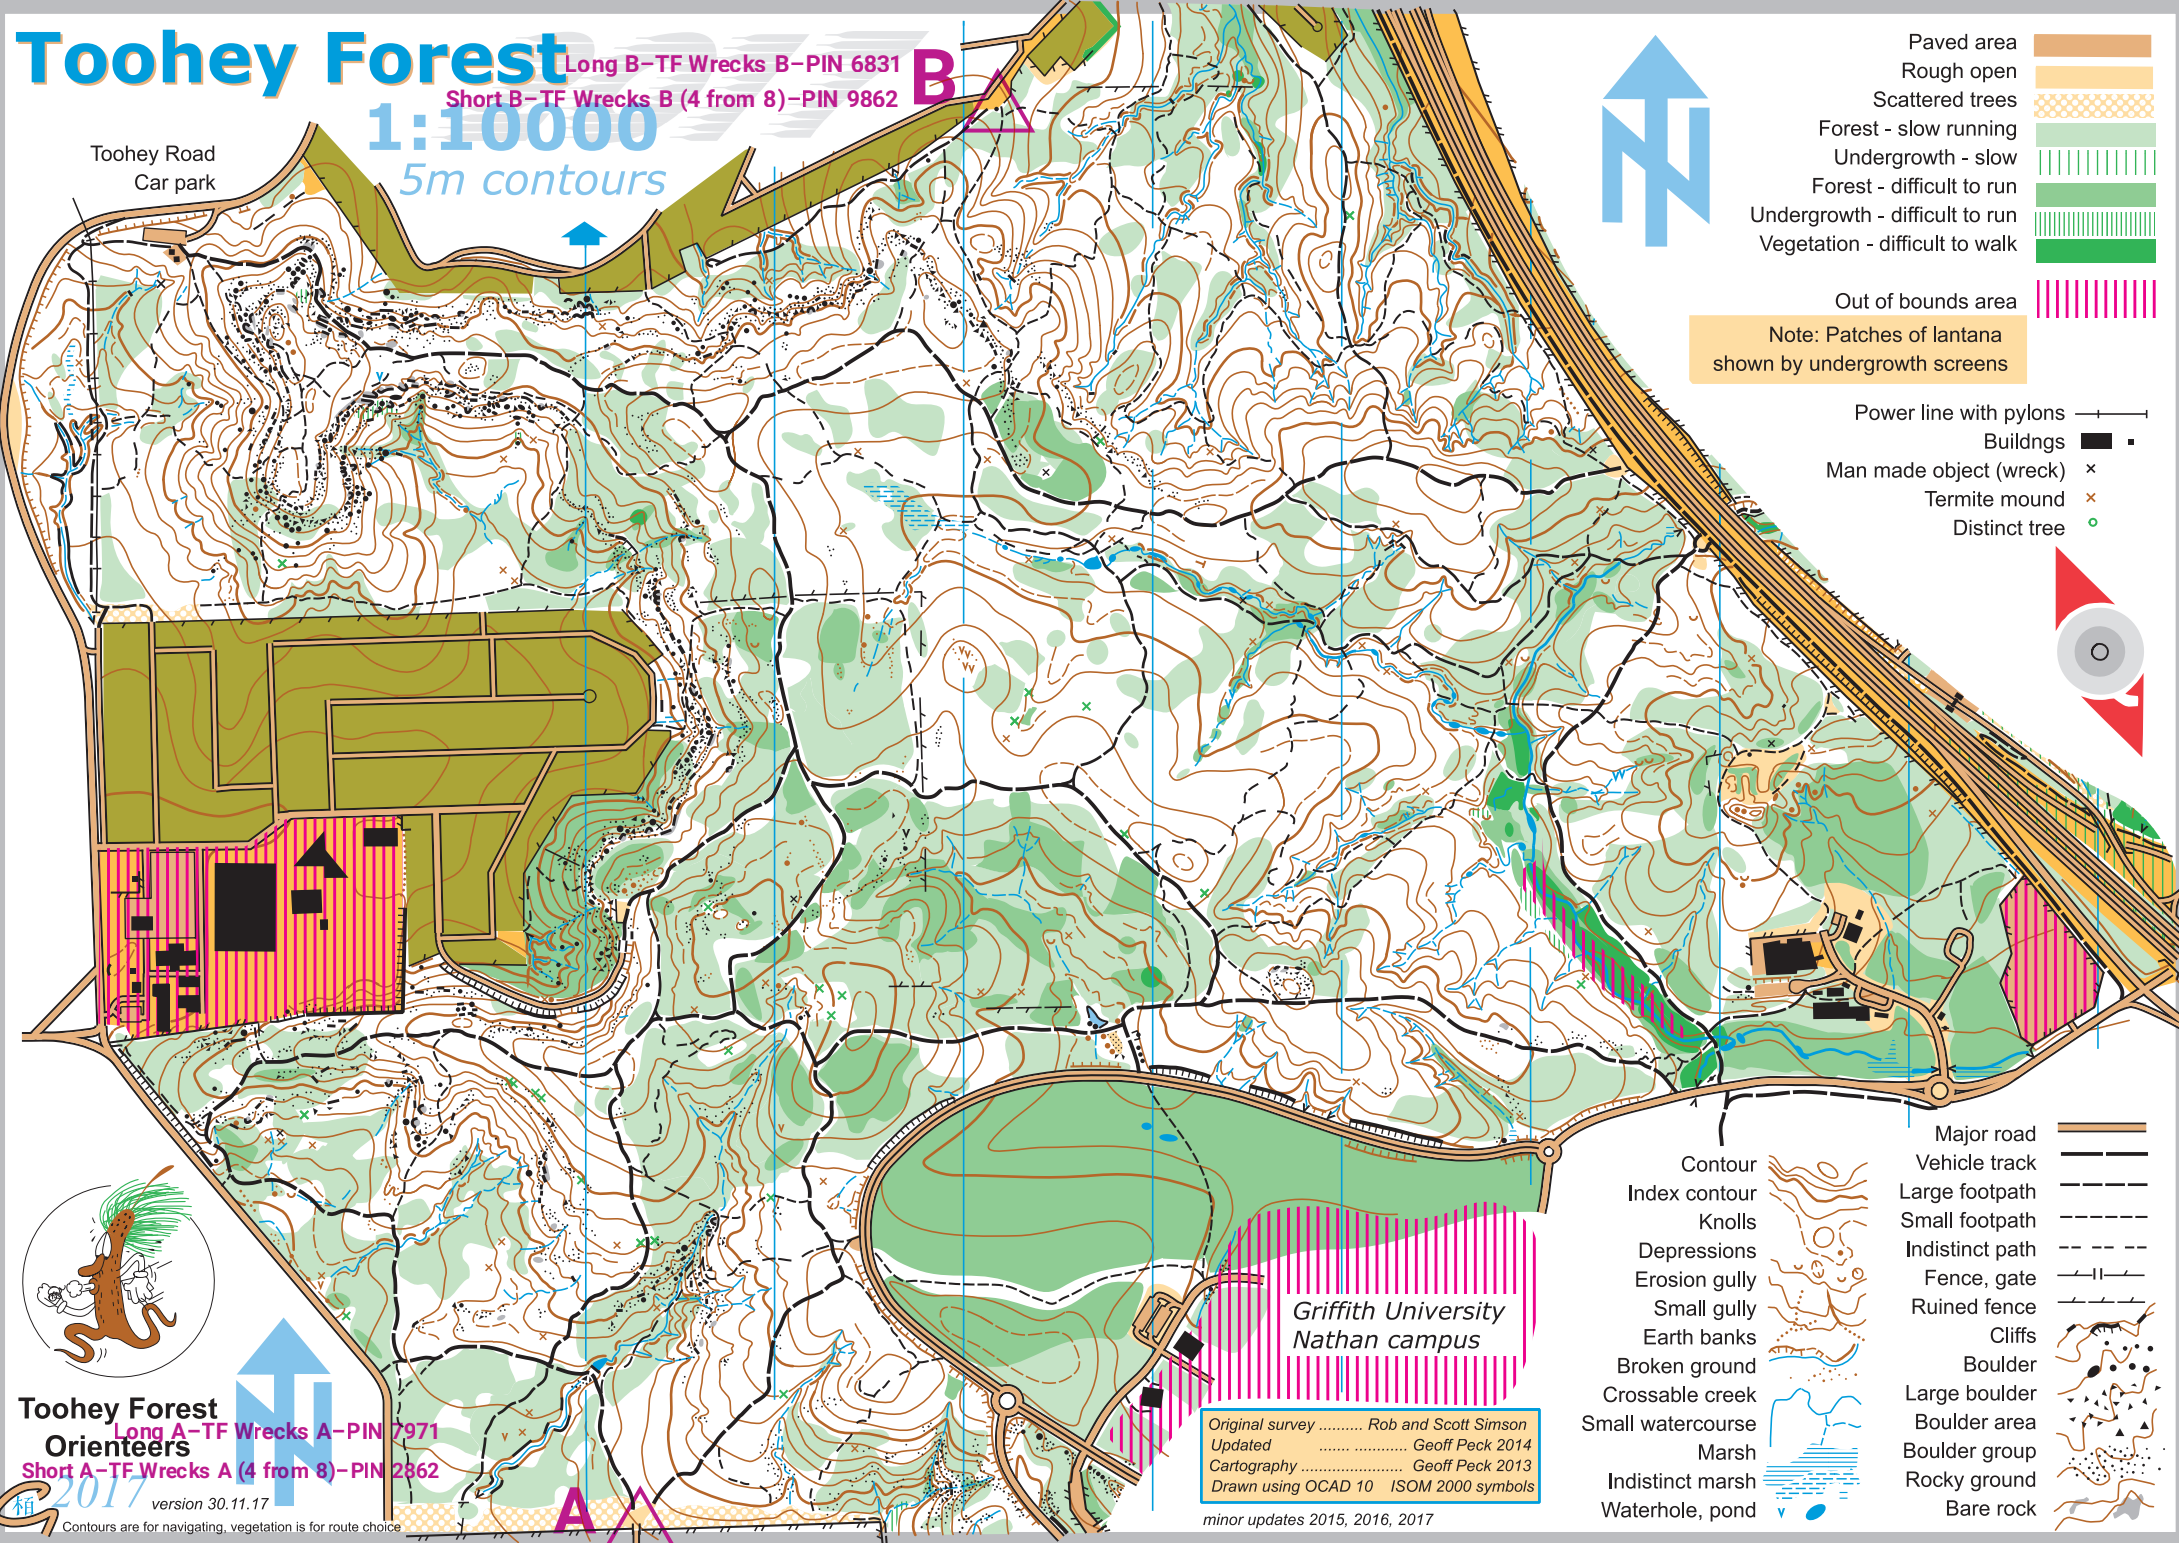 Toohey Forest
Long B–TF Wrecks B–PIN 6831
Short B–TF Wrecks B (4 from 8)–PIN 9862
B
1:10000
5m contours
Toohey Road
Car park
N
Paved area
Rough open
Scattered trees
Forest - slow running
Undergrowth - slow
Forest - difficult to run
Undergrowth - difficult to run
Vegetation - difficult to walk
Out of bounds area
Note: Patches of lantana
shown by undergrowth screens
Power line with pylons
Buildngs
Man made object (wreck)
Termite mound
Distinct tree
Major road
Vehicle track
Large footpath
Small footpath
Indistinct path
Fence, gate
Ruined fence
Cliffs
Boulder
Large boulder
Boulder area
Boulder group
Rocky ground
Bare rock
Contour
Index contour
Knolls
Depressions
Erosion gully
Small gully
Earth banks
Broken ground
Crossable creek
Small watercourse
Marsh
Indistinct marsh
Waterhole, pond
Griffith University
Nathan campus
Original survey .......... Rob and Scott Simson
Updated ....... ............ Geoff Peck 2014
Cartography ....................... Geoff Peck 2013
Drawn using OCAD 10 ISOM 2000 symbols
minor updates 2015, 2016, 2017
Toohey Forest
Orienteers
Long A–TF Wrecks A–PIN 7971
Short A–TF Wrecks A (4 from 8)–PIN 2862
N
2017
version 30.11.17
Contours are for navigating, vegetation is for route choice
A